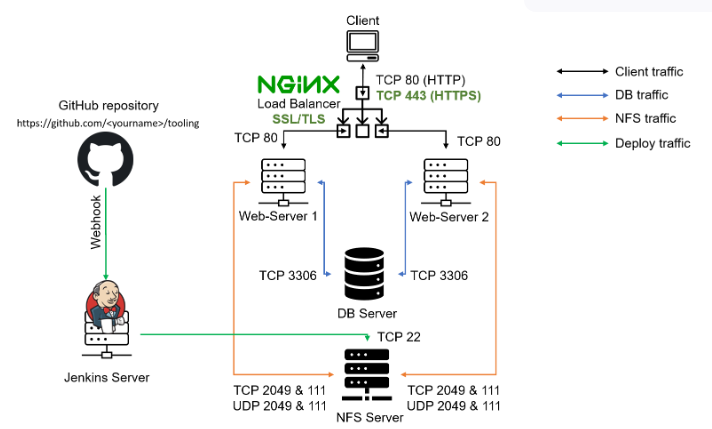 Client
NGINX
Load Balancer
SSL/TLS
TCP 80 (HTTP)
TCP 443 (HTTPS)
Client traffic
DB traffic
NFS traffic
Deploy traffic
GitHub repository
https://github.com/<yourname>/tooling
TCP 80
TCP 80
Web-Server 1
Web-Server 2
Webhook
TCP 3306
TCP 3306
DB Server
Jenkins Server
TCP 22
TCP 2049 & 111
UDP 2049 & 111
TCP 2049 & 111
UDP 2049 & 111
NFS Server